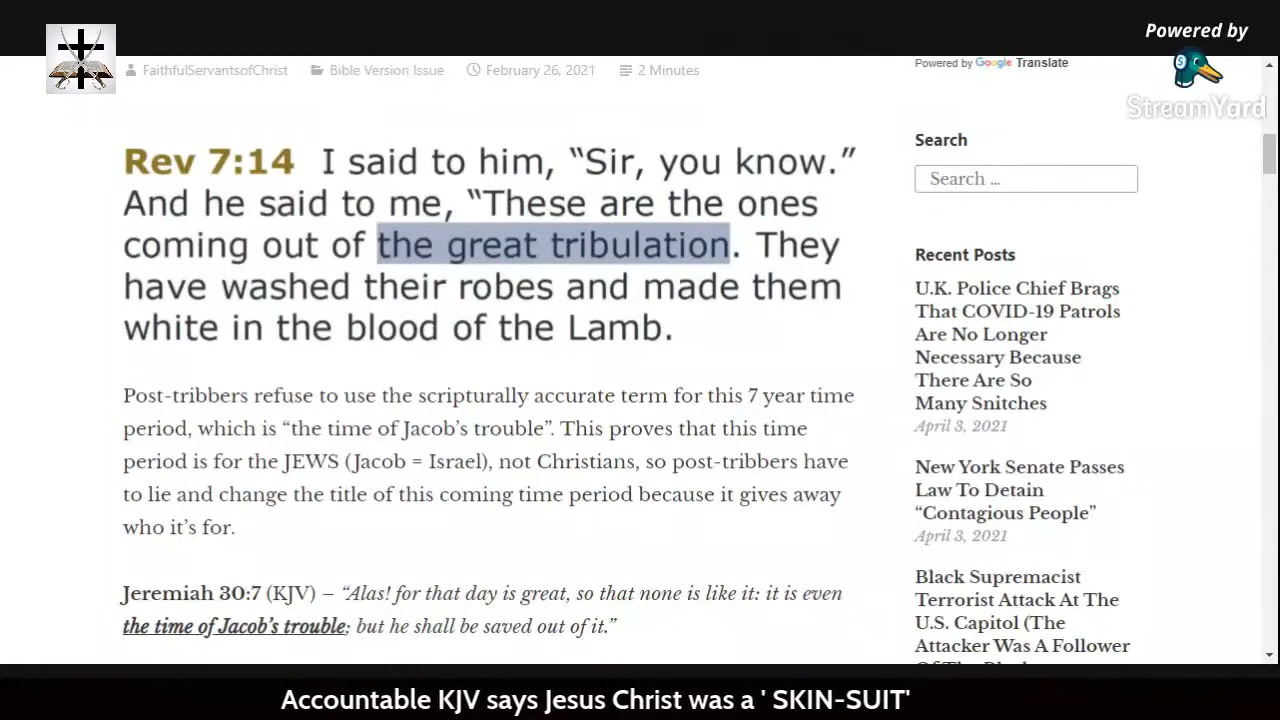 Powered by
StreamYard
FaithfulServantsofChrist Bible Version Issue February 26, 2021 2 Minutes
Rev 7:14 I said to him, “Sir, you know.”
And he said to me, “These are the ones
coming out of the great tribulation. They
have washed their robes and made them
white in the blood of the Lamb.
Post-tribbers refuse to use the scripturally accurate term for this 7 year time
period, which is “the time of Jacob’s trouble”. This proves that this time
period is for the JEWS (Jacob = Israel), not Christians, so post-tribbers have
to lie and change the title of this coming time period because it gives away
who it’s for.
Jeremiah 30:7 (KJV) – “Alas! for that day is great, so that none is like it: it is even
the time of Jacob’s trouble; but he shall be saved out of it.”
Powered by Google Translate
Search
Search …
Recent Posts
U.K. Police Chief Brags
That COVID-19 Patrols
Are No Longer
Necessary Because
There Are So
Many Snitches
April 3, 2021
New York Senate Passes
Law To Detain
“Contagious People”
April 3, 2021
Black Supremacist
Terrorist Attack At The
U.S. Capitol (The
Attacker Was A Follower
Accountable KJV says Jesus Christ was a ' SKIN-SUIT'